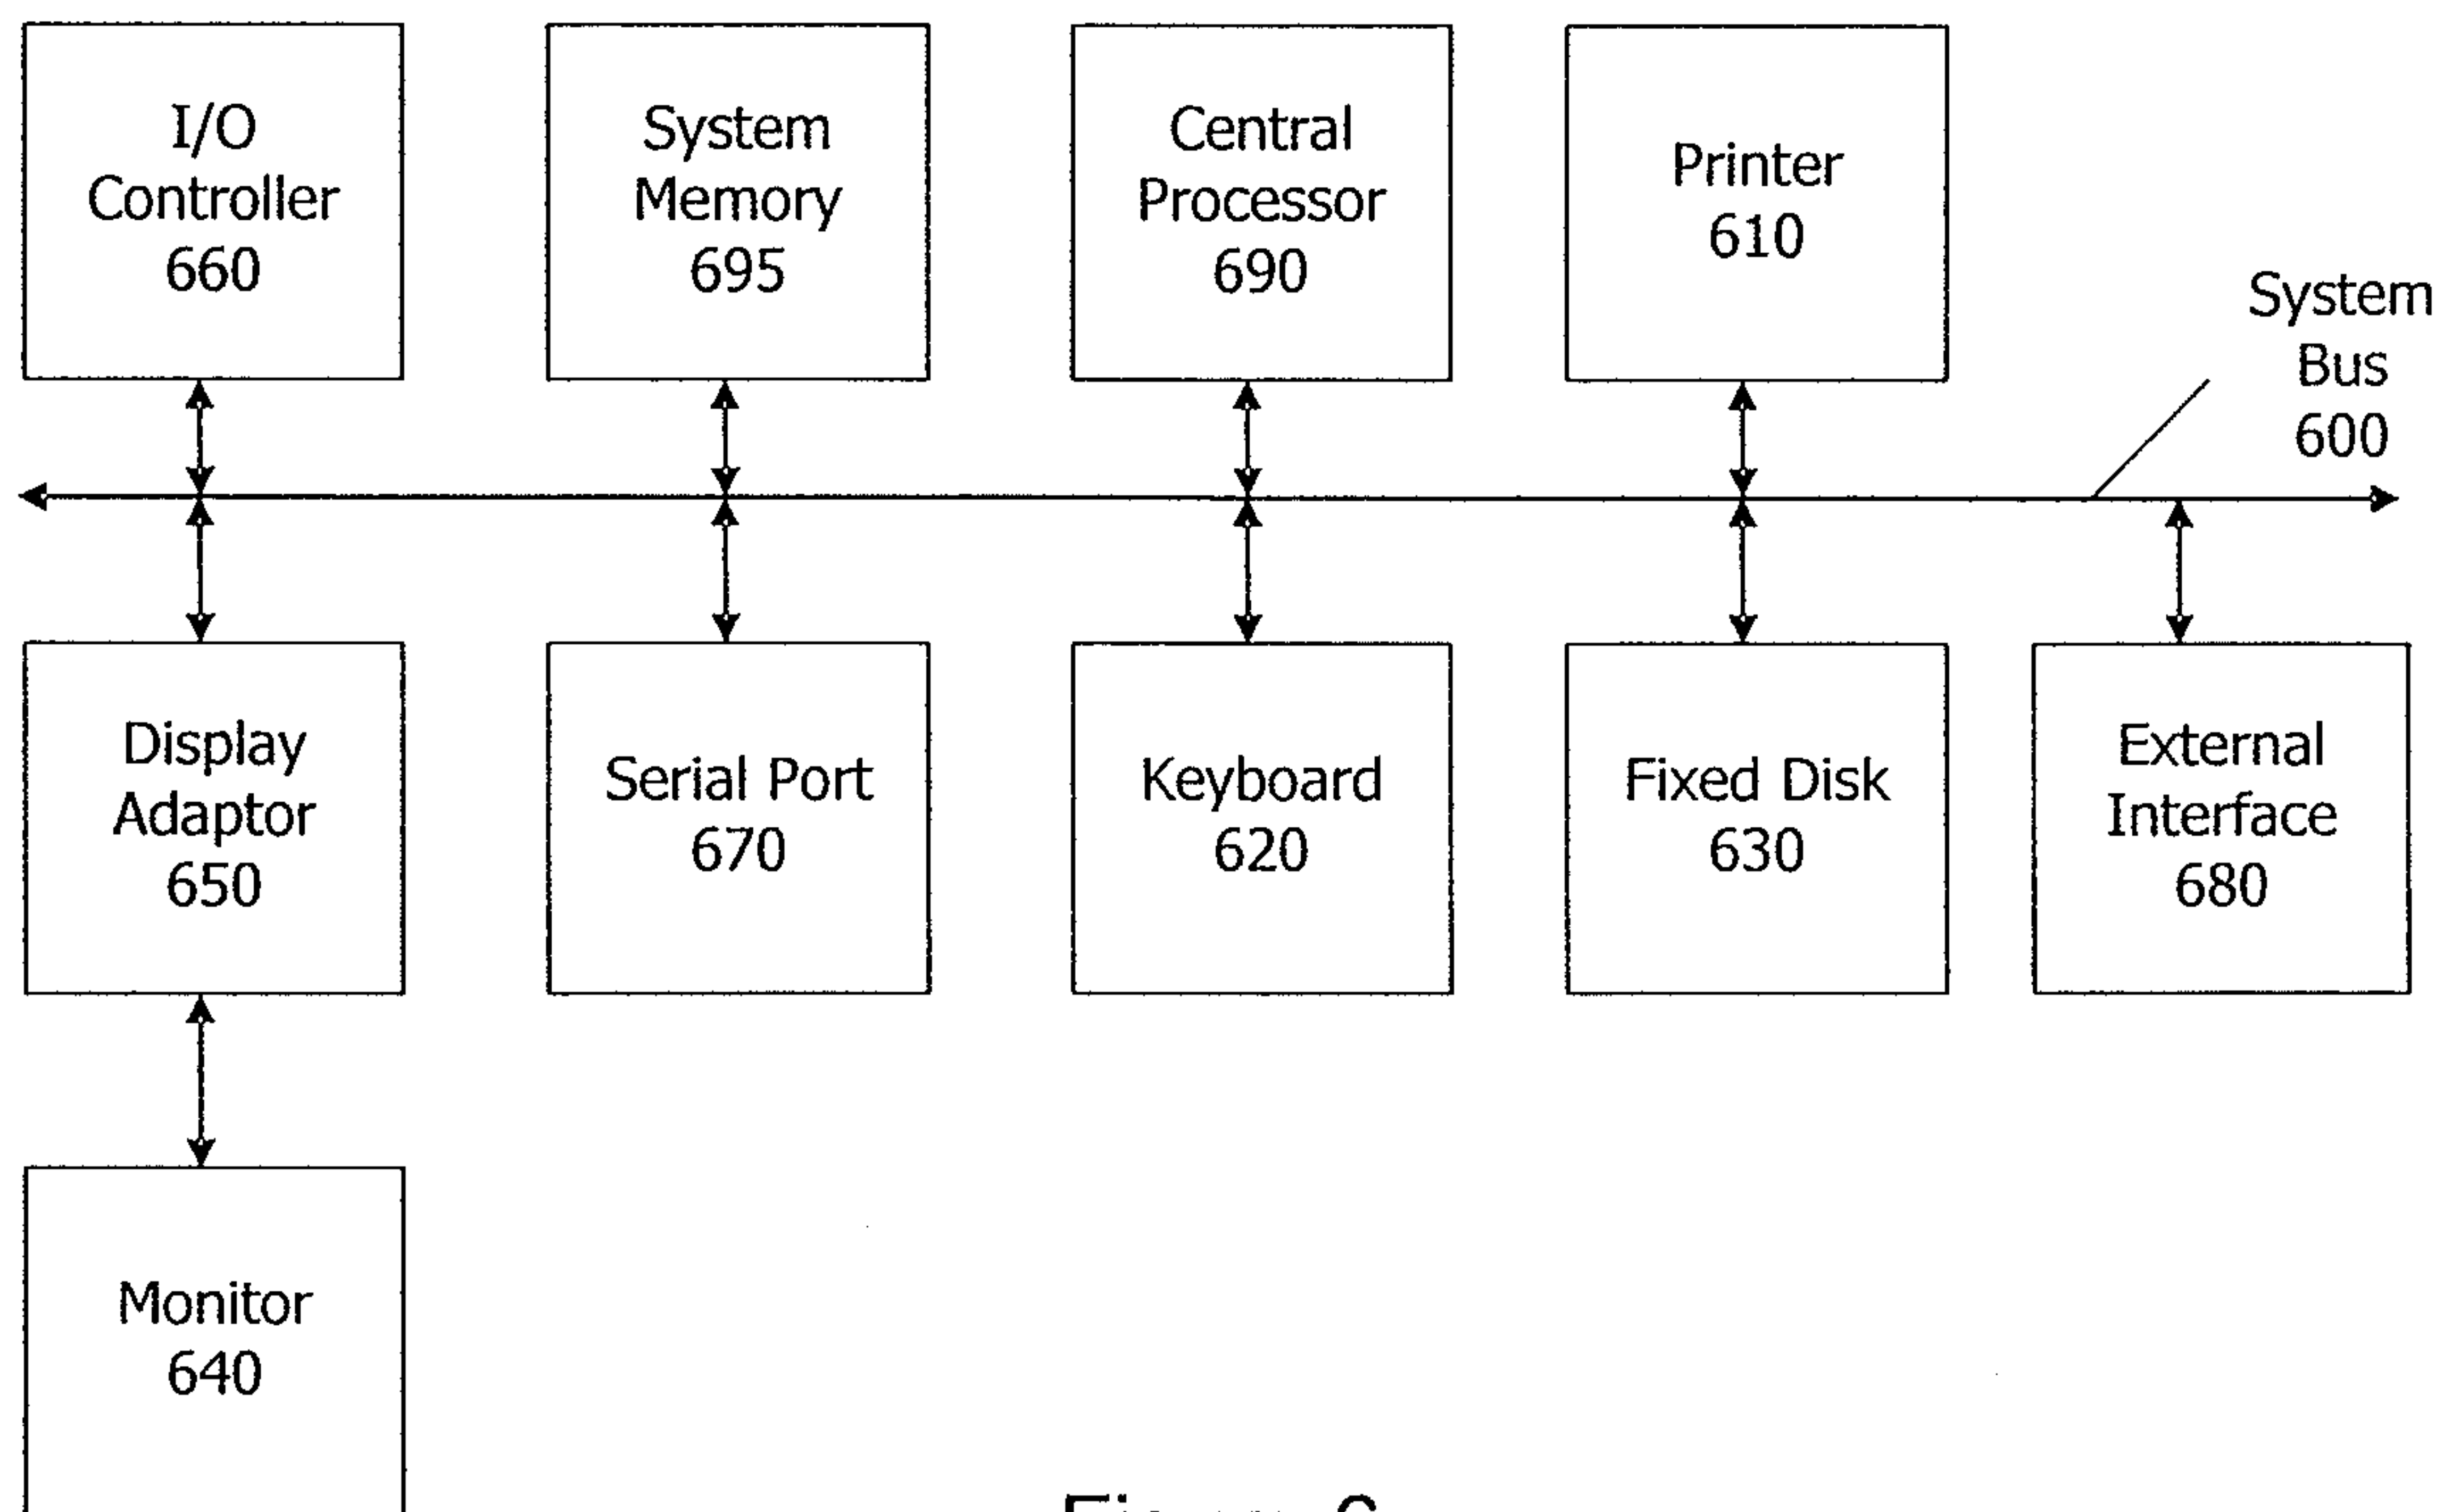 I/O
Controller
660
System
Memory
695
Central
Processor
690
Printer
610
System
Bus
600
Display
Adaptor
650
Serial Port
670
Keyboard
620
Fixed Disk
630
External
Interface
680
Monitor
640